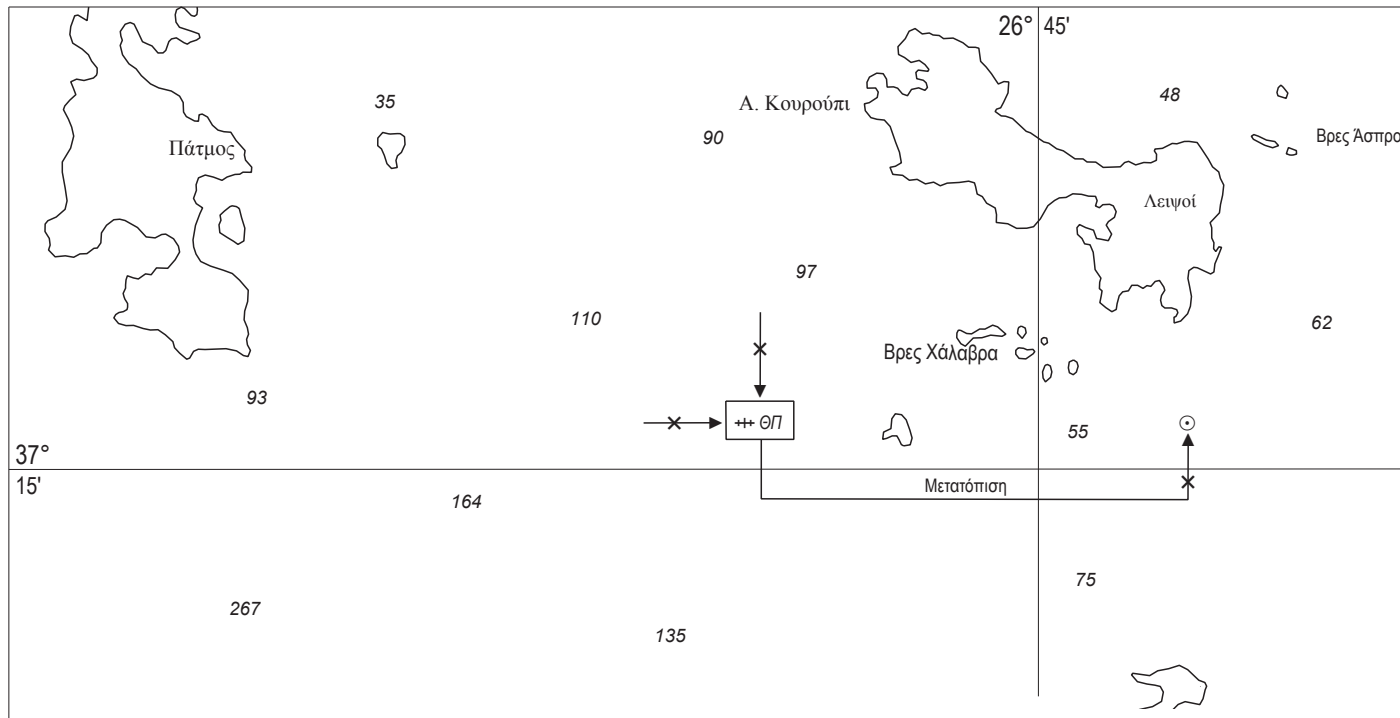 26° 45'
35
48
90
Α. Κουρούπι
Πάτμος
Βρες Άσπρο
Λειψοί
97
110
62
Βρες Χάλαβρα
93
ΘΠ
55
37°
15'
Μετατόπιση
164
75
267
135